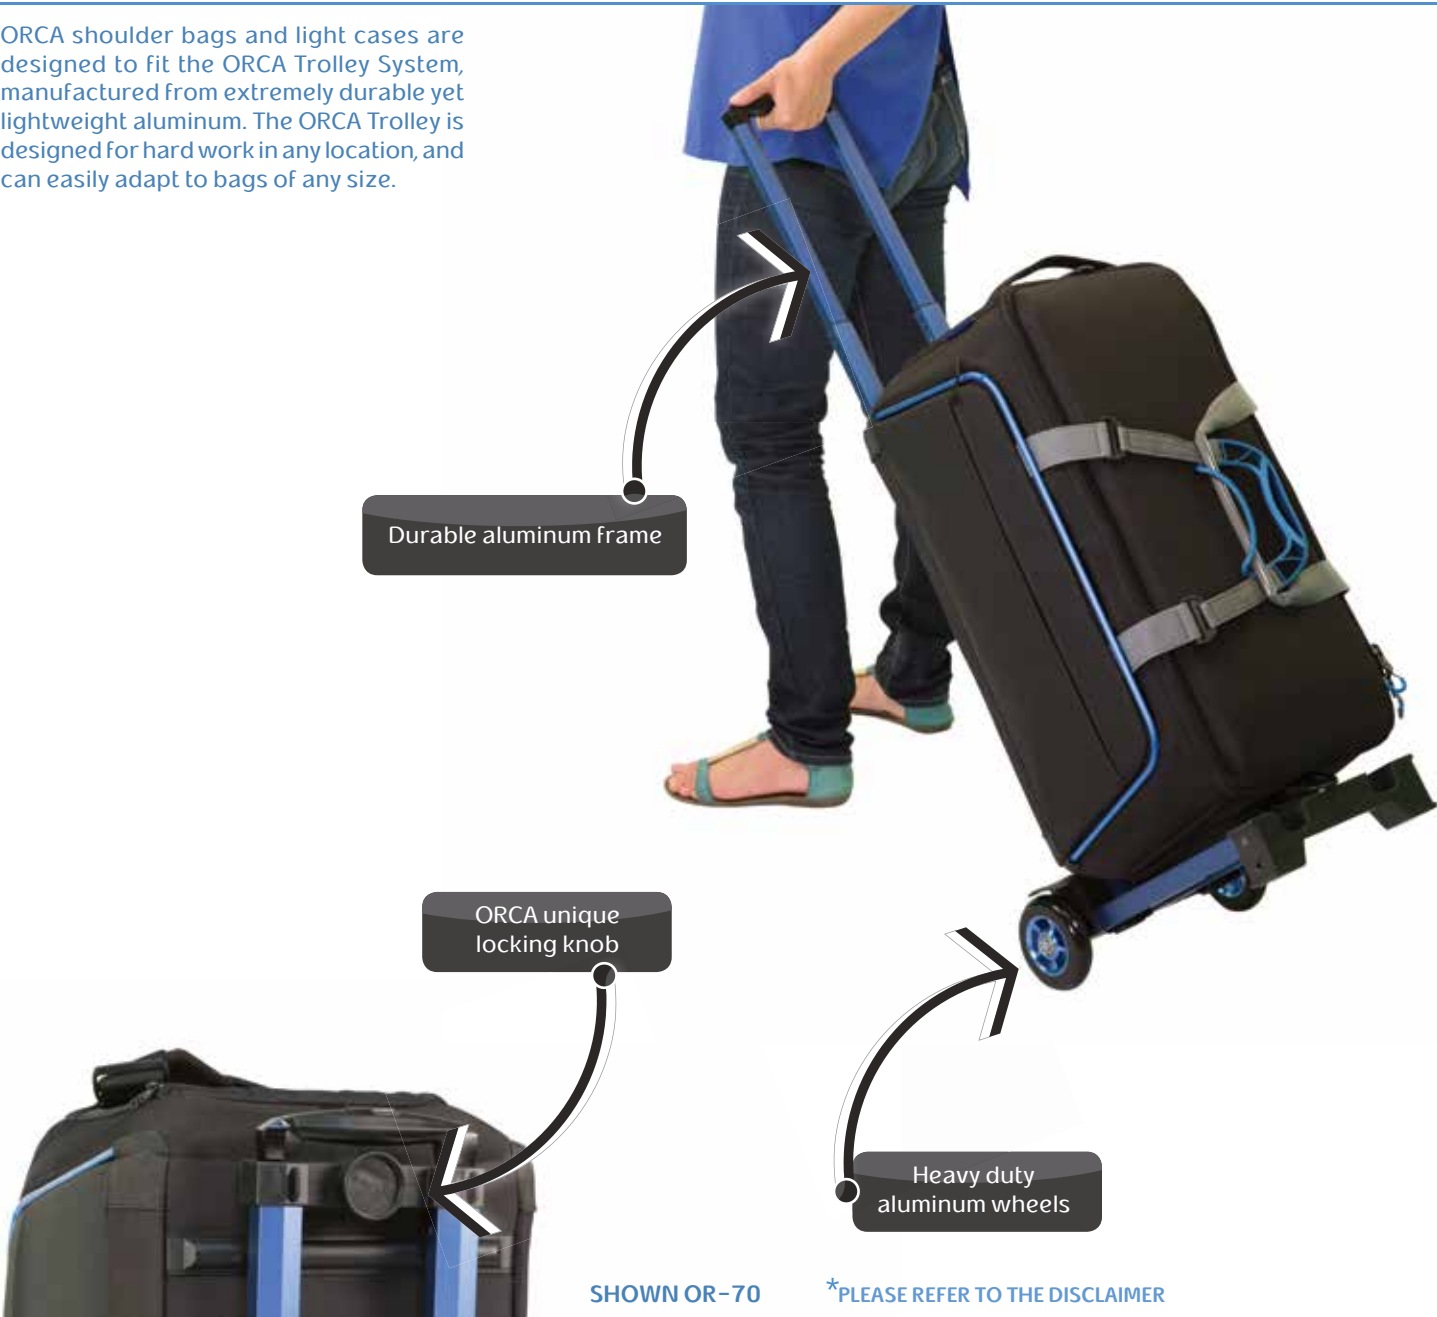 ORCA shoulder bags and light cases are
designed to fit the ORCA Trolley System,
manufactured from extremely durable yet
lightweight aluminum. The ORCA Trolley is
designed for hard work in any location, and
can easily adapt to bags of any size.
Durable aluminum frame
ORCA unique
locking knob
Heavy duty
aluminum wheels
SHOWN OR-70
*PLEASE REFER TO THE DISCLAIMER